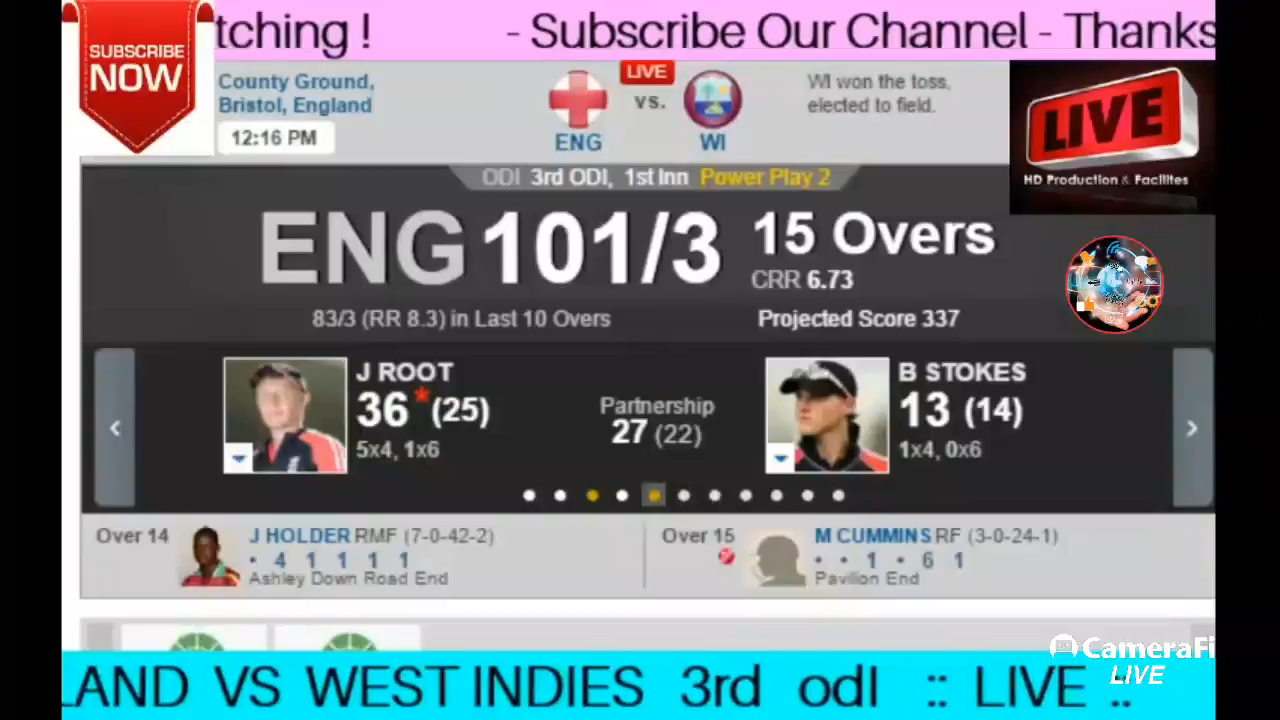 SUBSCRIBE
NOW
tching ! - Subscribe Our Channel - Thanks
County Ground,
Bristol, England
12:16 PM
LIVE
ENG vs. WI
WI won the toss,
elected to field.
LIVE
HD Production & Facilites
ODI 3rd ODI, 1st Inn Power Play 2
ENG 101/3 15 Overs
CRR 6.73
83/3 (RR 8.3) in Last 10 Overs
Projected Score 337
J ROOT
36*(25)
5x4, 1x6
Partnership
27 (22)
B STOKES
13 (14)
1x4, 0x6
Over 14
J HOLDER RMF (7-0-42-2)
• 4 1 1 1 1
Ashley Down Road End
Over 15
M CUMMINS RF (3-0-24-1)
• • 1 • 6 1
Pavilion End
CameraFi
LIVE
LAND VS WEST INDIES 3rd odI :: LIVE ::